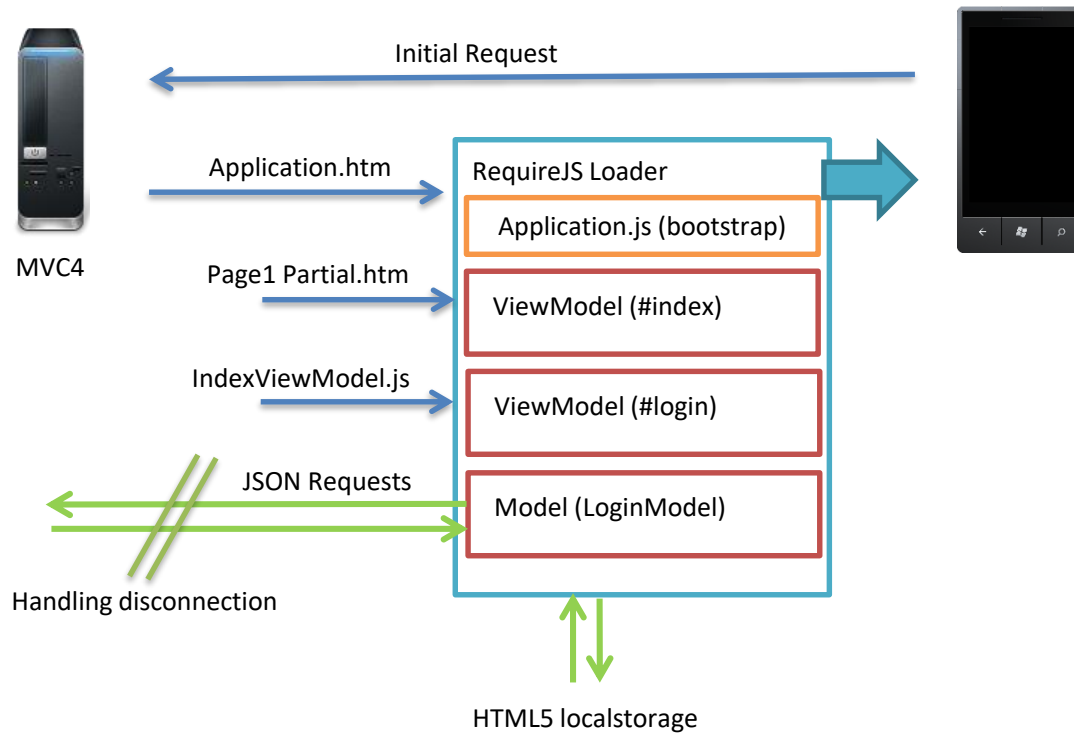 Initial Request
Application.htm
RequireJS Loader
Application.js (bootstrap)
MVC4
Page1 Partial.htm
ViewModel (#index)
IndexViewModel.js
ViewModel (#login)
JSON Requests
Model (LoginModel)
Handling disconnection
HTML5 localstorage